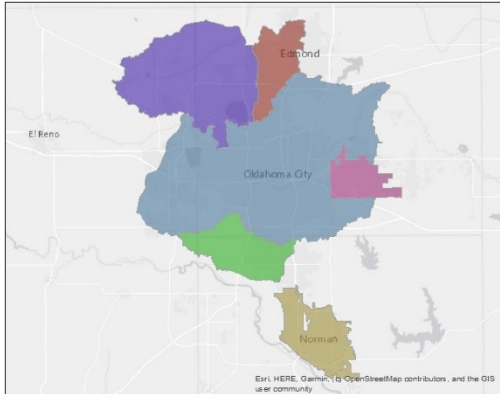 Edmond
El Reno
Oklahoma City
Norman
Esri, HERE, Garmin, (c) OpenStreetMap contributors, and the GIS
user community